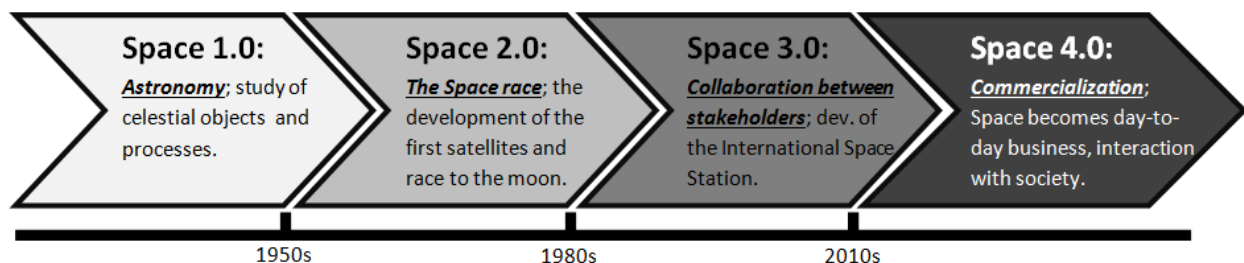 Space 1.0:
Astronomy; study of
celestial objects and
processes.
Space 2.0:
The Space race; the
development of the
first satellites and
race to the moon.
Space 3.0:
Collaboration between
stakeholders; dev. of
the International Space
Station.
Space 4.0:
Commercialization;
Space becomes day-to-
day business, interaction
with society.
1950s
1980s
2010s